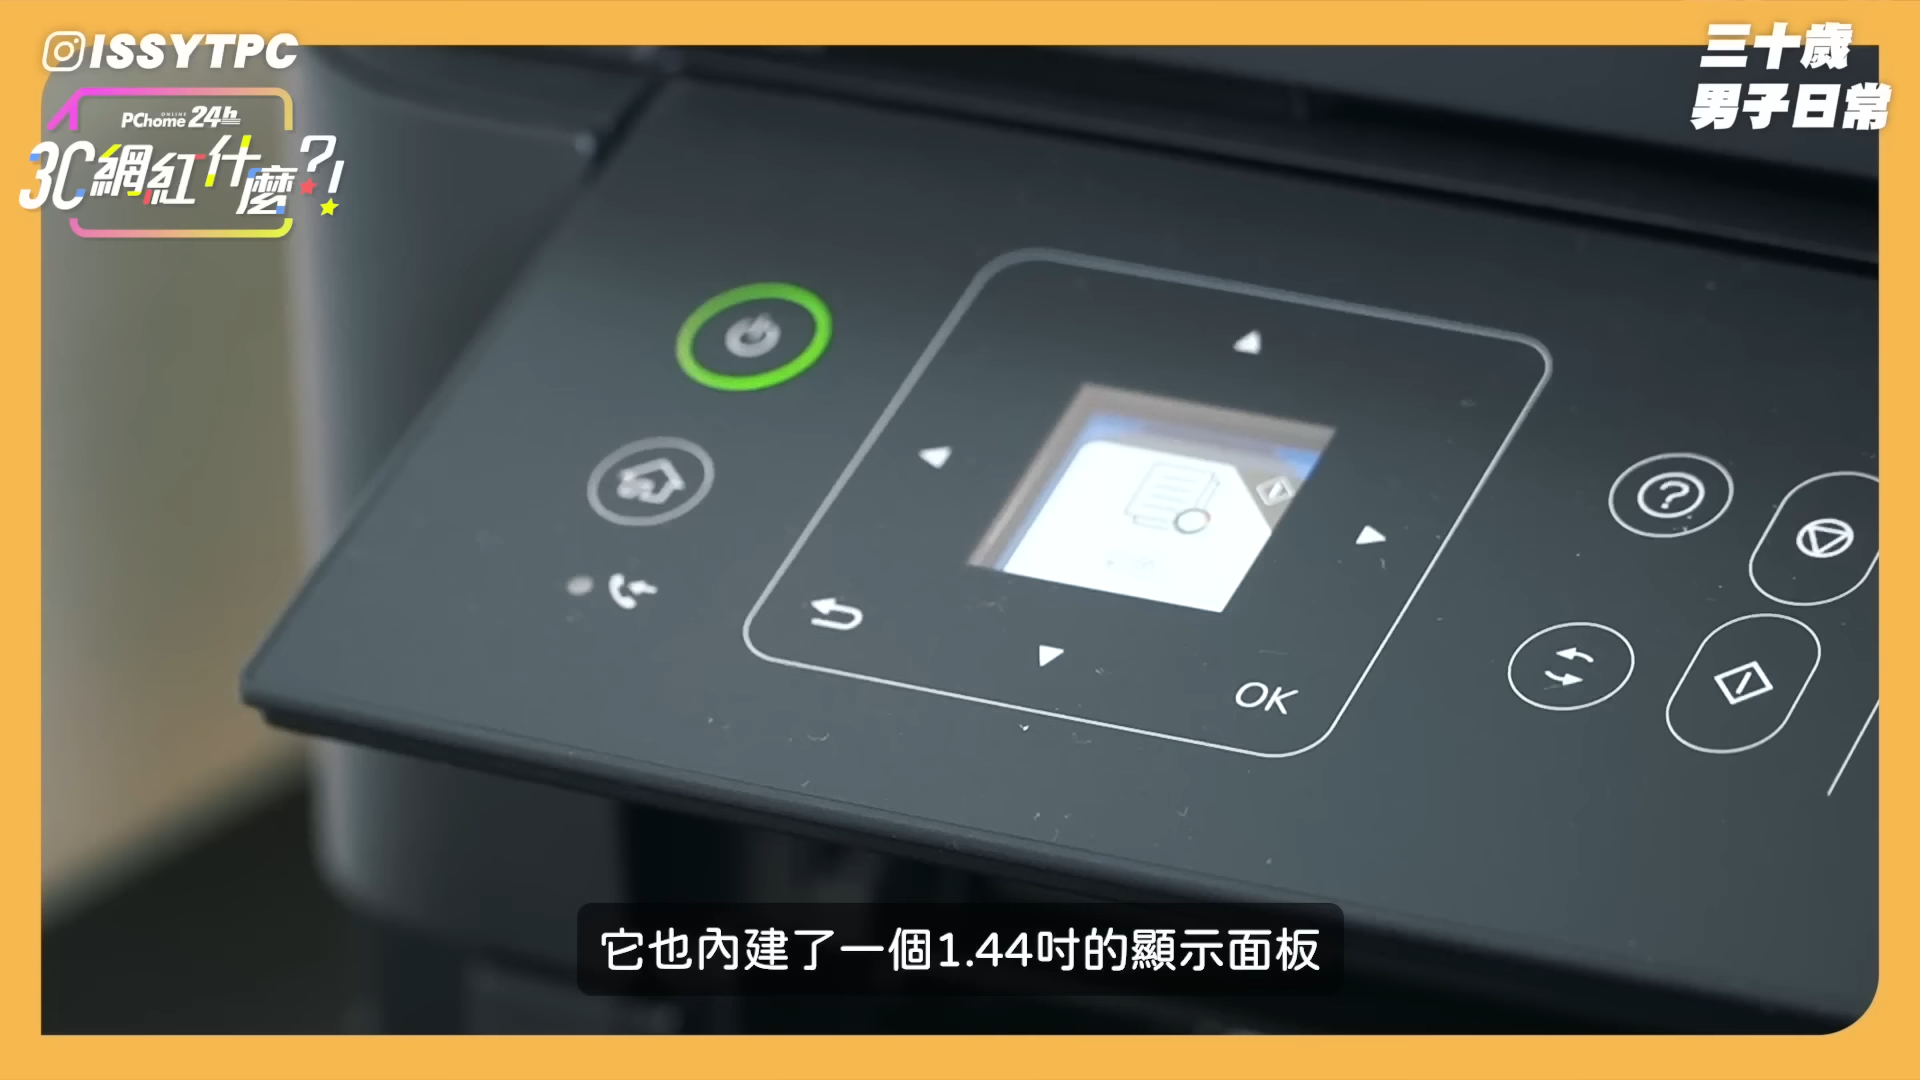 ISSYTPC
三十歲
男子日常
PChome ONLINE 24h
3C網紅什麼?!
OK
它也內建了一個1.44吋的顯示面板